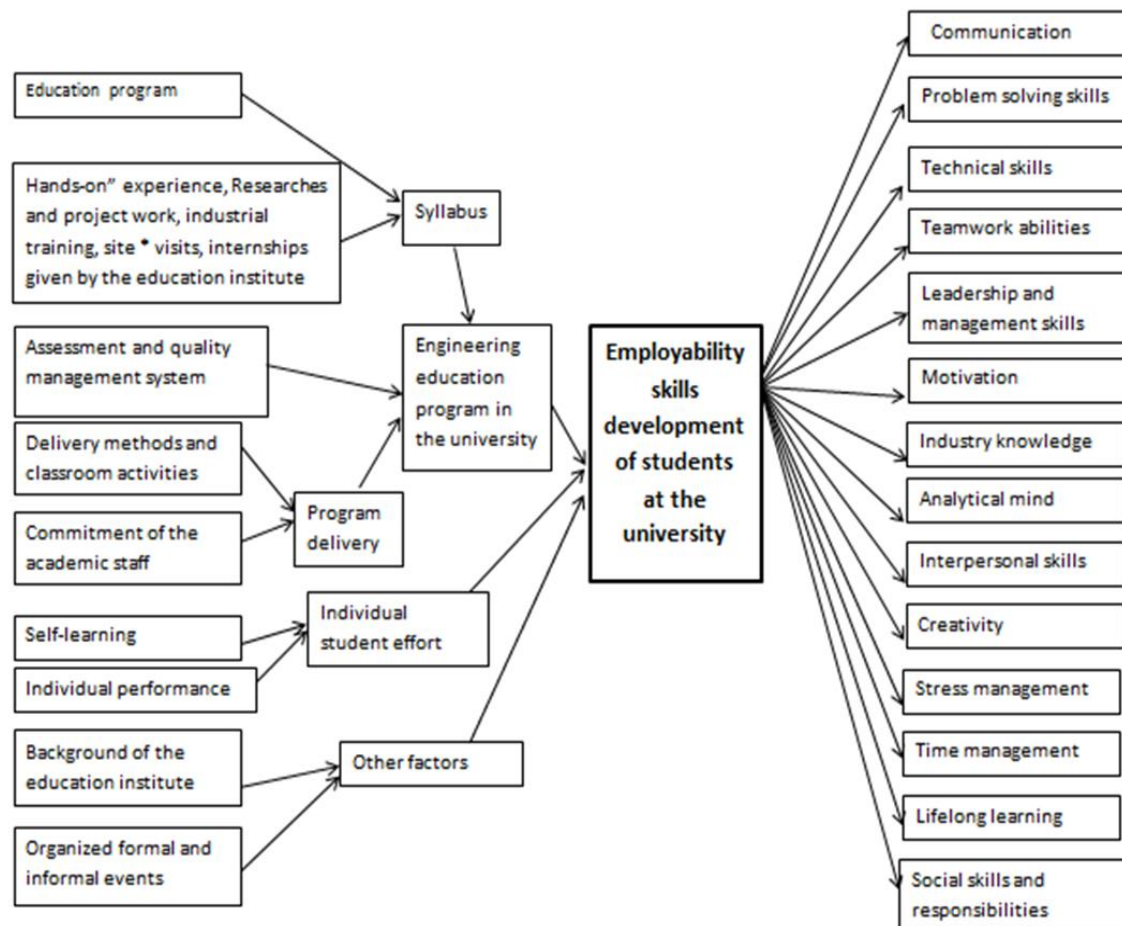 Education program
Hands-on” experience, Researches
and project work, industrial
training, site * visits, internships
given by the education institute
Assessment and quality
management system
Delivery methods and
classroom activities
Commitment of the
academic staff
Self-learning
Individual performance
Background of the
education institute
Organized formal and
informal events
Syllabus
Engineering
education
program in
the university
Program
delivery
Individual
student effort
Other factors
Employability
skills
development
of students
at the
university
Communication
Problem solving skills
Technical skills
Teamwork abilities
Leadership and
management skills
Motivation
Industry knowledge
Analytical mind
Interpersonal skills
Creativity
Stress management
Time management
Lifelong learning
Social skills and
responsibilities